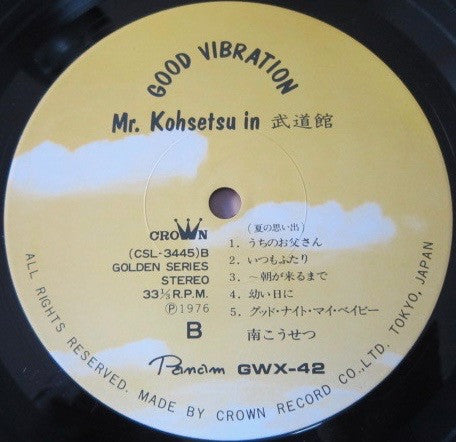 GOOD VIBRATION
Mr. Kohsetsu in 武道館
CROWN
(CSL-3445)B
GOLDEN SERIES
STEREO
33⅓ R.P.M.
Ⓟ1976
B
(夏の思い出)
1. うちのお父さん
2. いつもふたり
3. 〜朝が来るまで
4. 幼い日に
5. グッド・ナイト・マイ・ベイビー
南こうせつ
Panam GWX-42
ALL RIGHTS RESERVED. MADE BY CROWN RECORD CO.,LTD. TOKYO, JAPAN